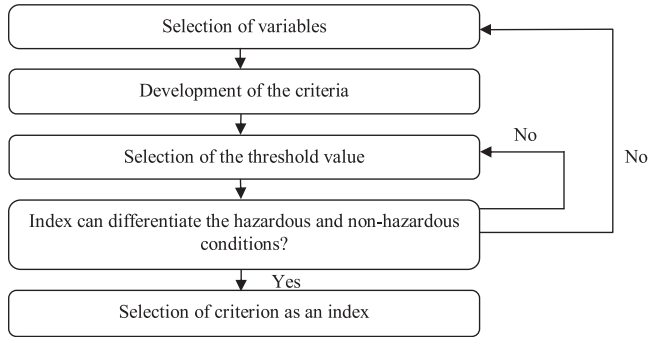 Selection of variables
Development of the criteria
No
Selection of the threshold value
No
Index can differentiate the hazardous and non-hazardous
conditions?
Yes
Selection of criterion as an index